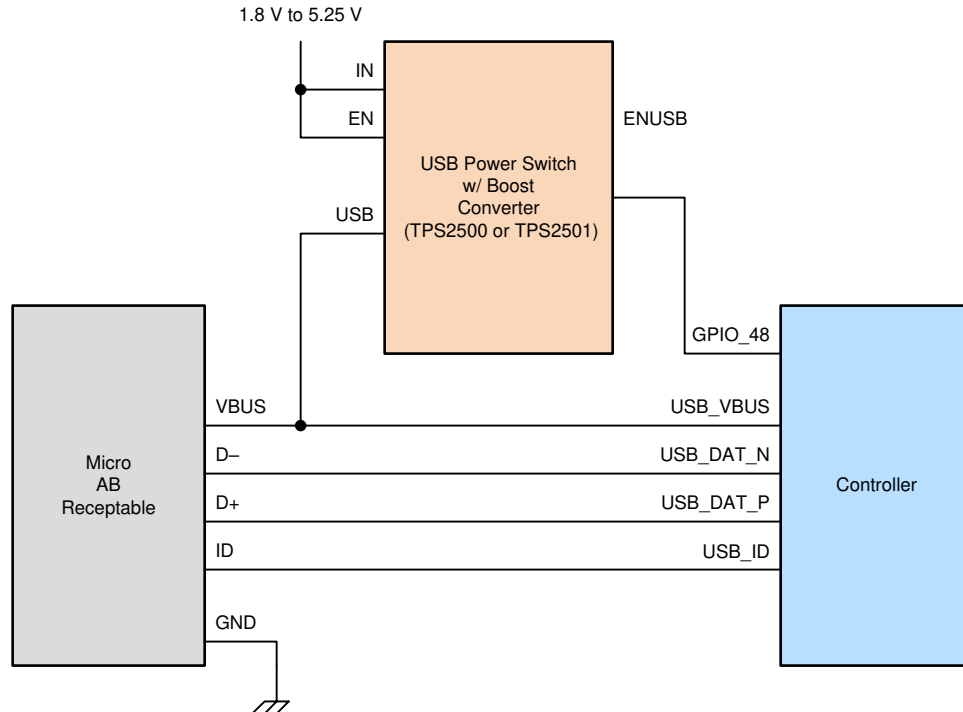 1.8 V to 5.25 V
IN
EN
ENUSB
USB Power Switch
w/ Boost
Converter
(TPS2500 or TPS2501)
USB
GPIO_48
VBUS
USB_VBUS
D–
USB_DAT_N
Micro
AB
Receptable
Controller
D+
USB_DAT_P
ID
USB_ID
GND